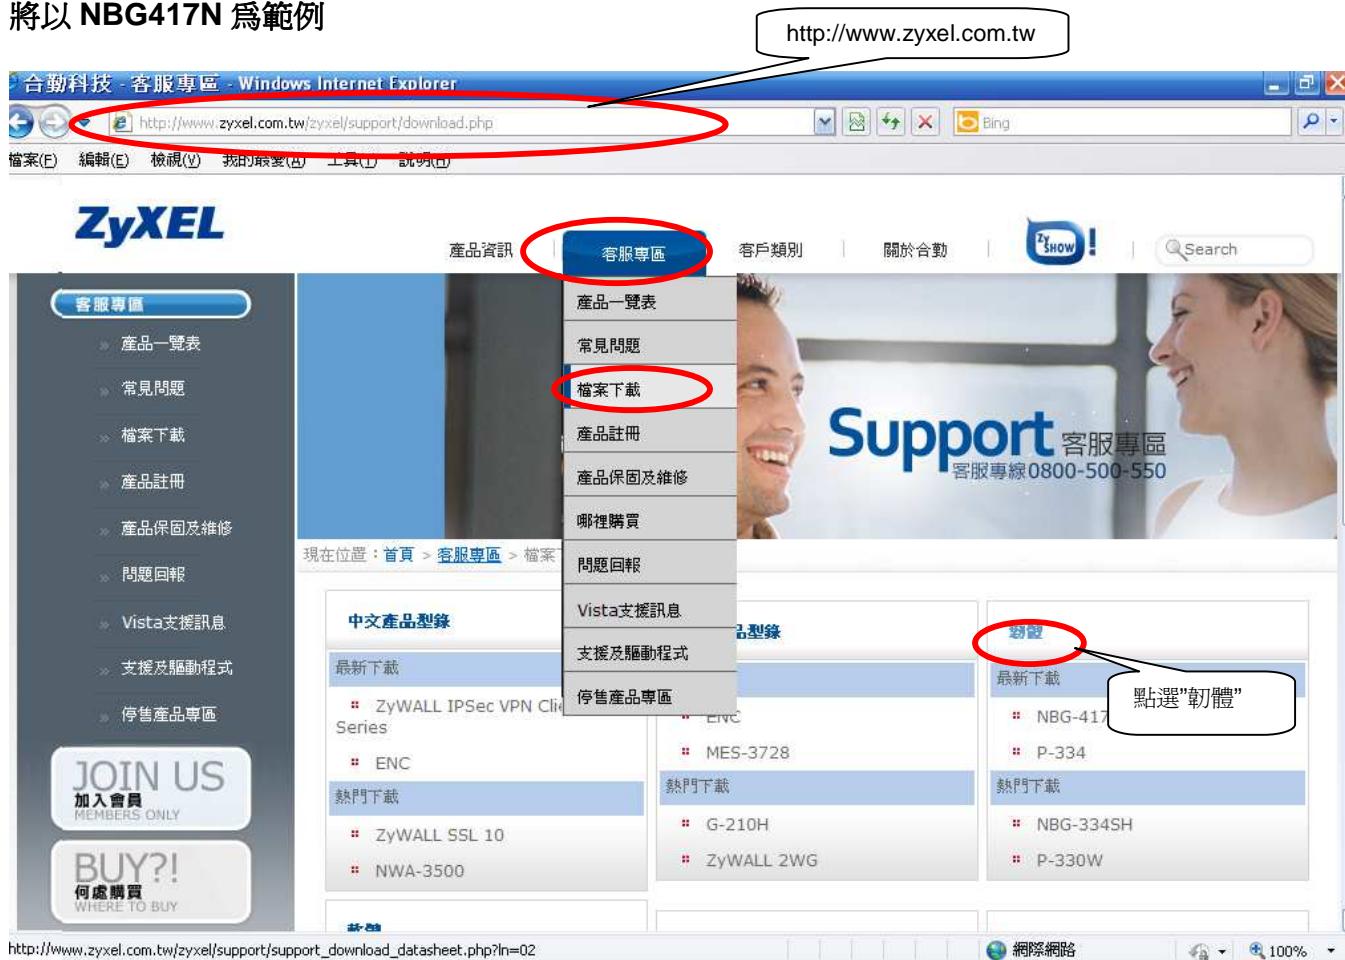 將以 NBG417N 為範例
http://www.zyxel.com.tw
合勤科技 - 客服專區 - Windows Internet Explorer
http://www.zyxel.com.tw/zyxel/support/download.php
Bing
檔案(F) 編輯(E) 檢視(V) 我的最愛(A) 工具(T) 說明(H)
ZyXEL
產品資訊
客服專區
客戶類別
關於合勤
Zy SHOW !
Search
客服專區
產品一覽表
常見問題
檔案下載
產品註冊
產品保固及維修
問題回報
Vista支援訊息
支援及驅動程式
停售產品專區
JOIN US
加入會員
MEMBERS ONLY
BUY?!
何處購買
WHERE TO BUY
產品一覽表
常見問題
檔案下載
產品註冊
產品保固及維修
哪裡購買
問題回報
Vista支援訊息
支援及驅動程式
停售產品專區
Support 客服專區
客服專線0800-500-550
現在位置：首頁 > 客服專區 > 檔案
中文產品型錄
最新下載
ZyWALL IPSec VPN Clie
Series
ENC
熱門下載
ZyWALL SSL 10
NWA-3500
軟體
品型錄
ENC
MES-3728
熱門下載
G-210H
ZyWALL 2WG
韌體
點選”韌體”
最新下載
NBG-417
P-334
熱門下載
NBG-334SH
P-330W
http://www.zyxel.com.tw/zyxel/support/support_download_datasheet.php?ln=02
網際網路
100%